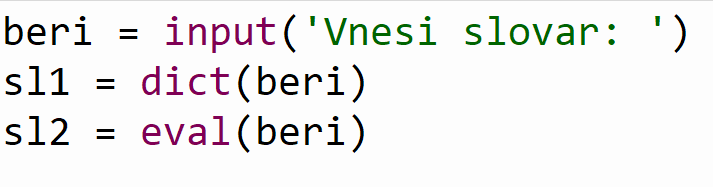 beri = input('Vnesi slovar: ')
sl1 = dict(beri)
sl2 = eval(beri)